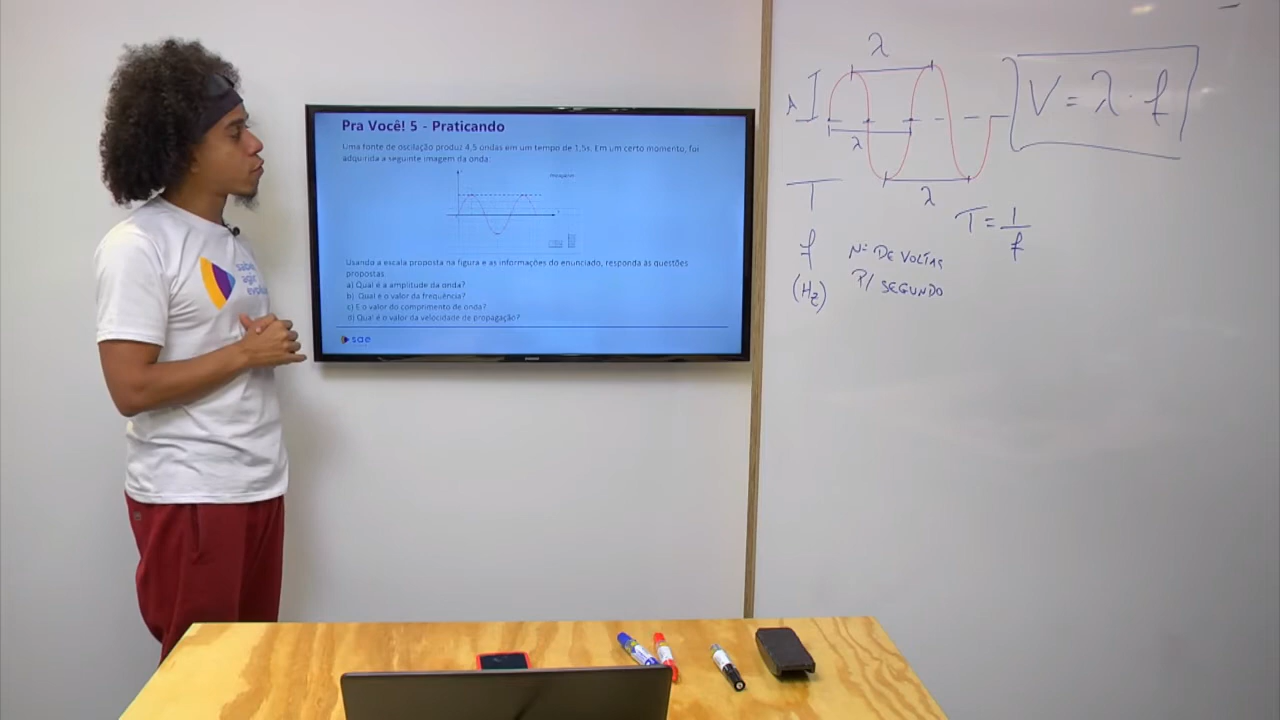 Pra Você! 5 - Praticando
Uma fonte de oscilação produz 4,5 ondas em um tempo de 1,5s. Em um certo momento, foi
adquirida a seguinte imagem da onda:
Usando a escala proposta na figura e as informações do enunciado, responda às questões
propostas
a) Qual é a amplitude da onda?
b) Qual é o valor da frequência?
c) E o valor do comprimento de onda?
d) Qual é o valor da velocidade de propagação?
sae
sabe
agir
λ
λ
λ
V = λ · f
T
T = 1/f
f
(Hz)
Nº DE VOLTAS
P/ SEGUNDO